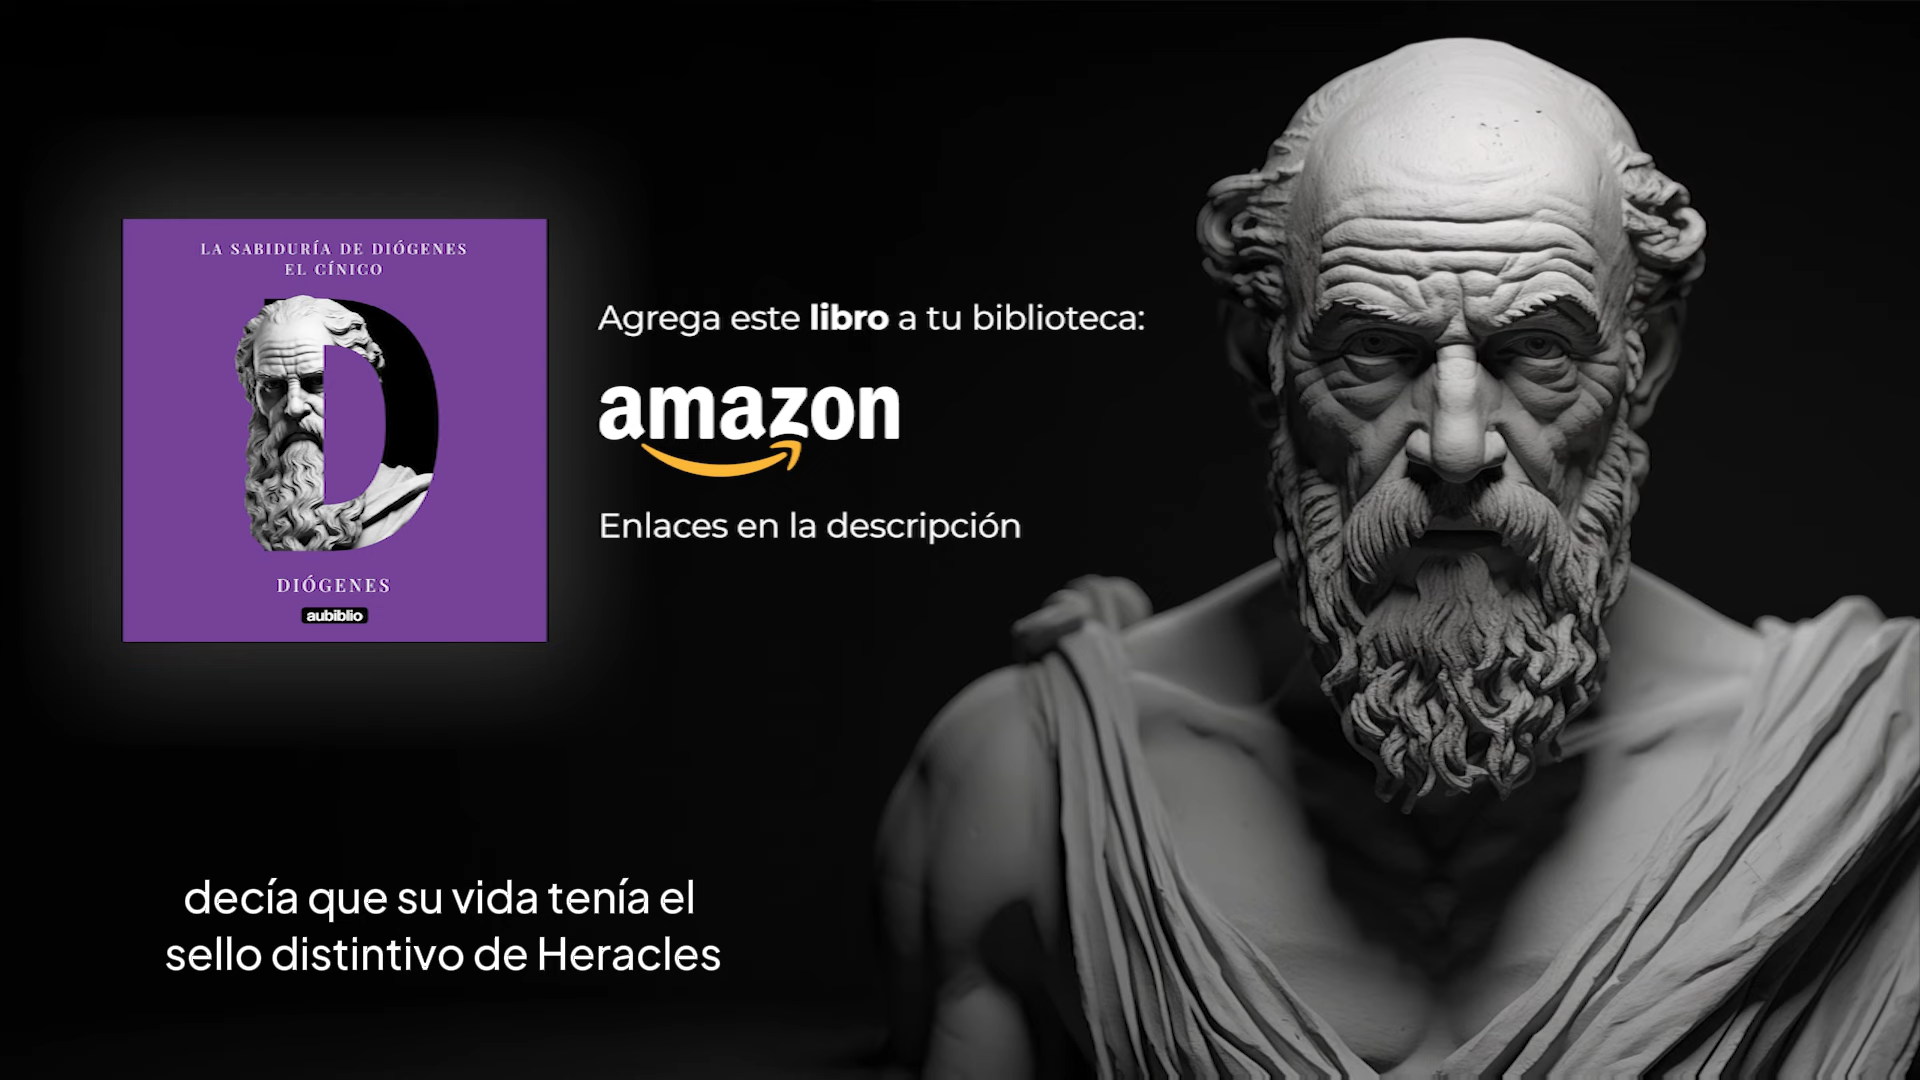 LA SABIDURÍA DE DIÓGENES
EL CÍNICO
DIÓGENES
aubiblio
Agrega este libro a tu biblioteca:
amazon
Enlaces en la descripción
decía que su vida tenía el
sello distintivo de Heracles